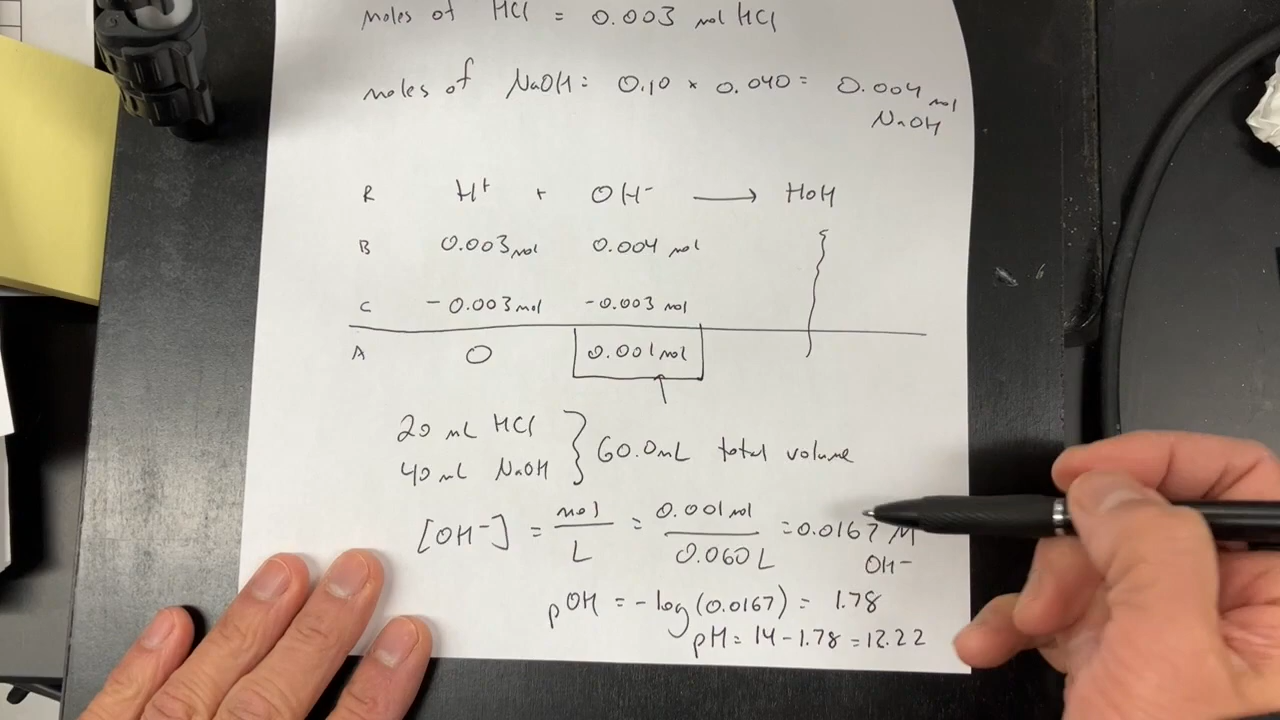 moles of HCl = 0.003 mol HCl
moles of NaOH = 0.10 × 0.040 = 0.004 mol
NaOH
R H+ + OH- → HOH
B 0.003 mol 0.004 mol
C -0.003 mol -0.003 mol
A 0 0.001 mol
20 mL HCl
40 mL NaOH } 60.0mL total volume
[OH-] = mol / L = 0.001 mol / 0.060 L = 0.0167 M
OH-
pOH = -log(0.0167) = 1.78
pH = 14 - 1.78 = 12.22